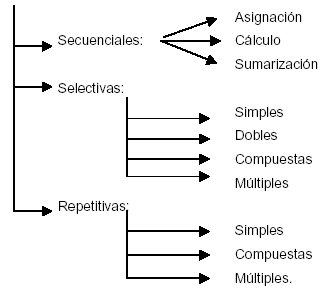 Secuenciales:
Asignación
Cálculo
Sumarización
Selectivas:
Simples
Dobles
Compuestas
Múltiples
Repetitivas:
Simples
Compuestas
Múltiples.